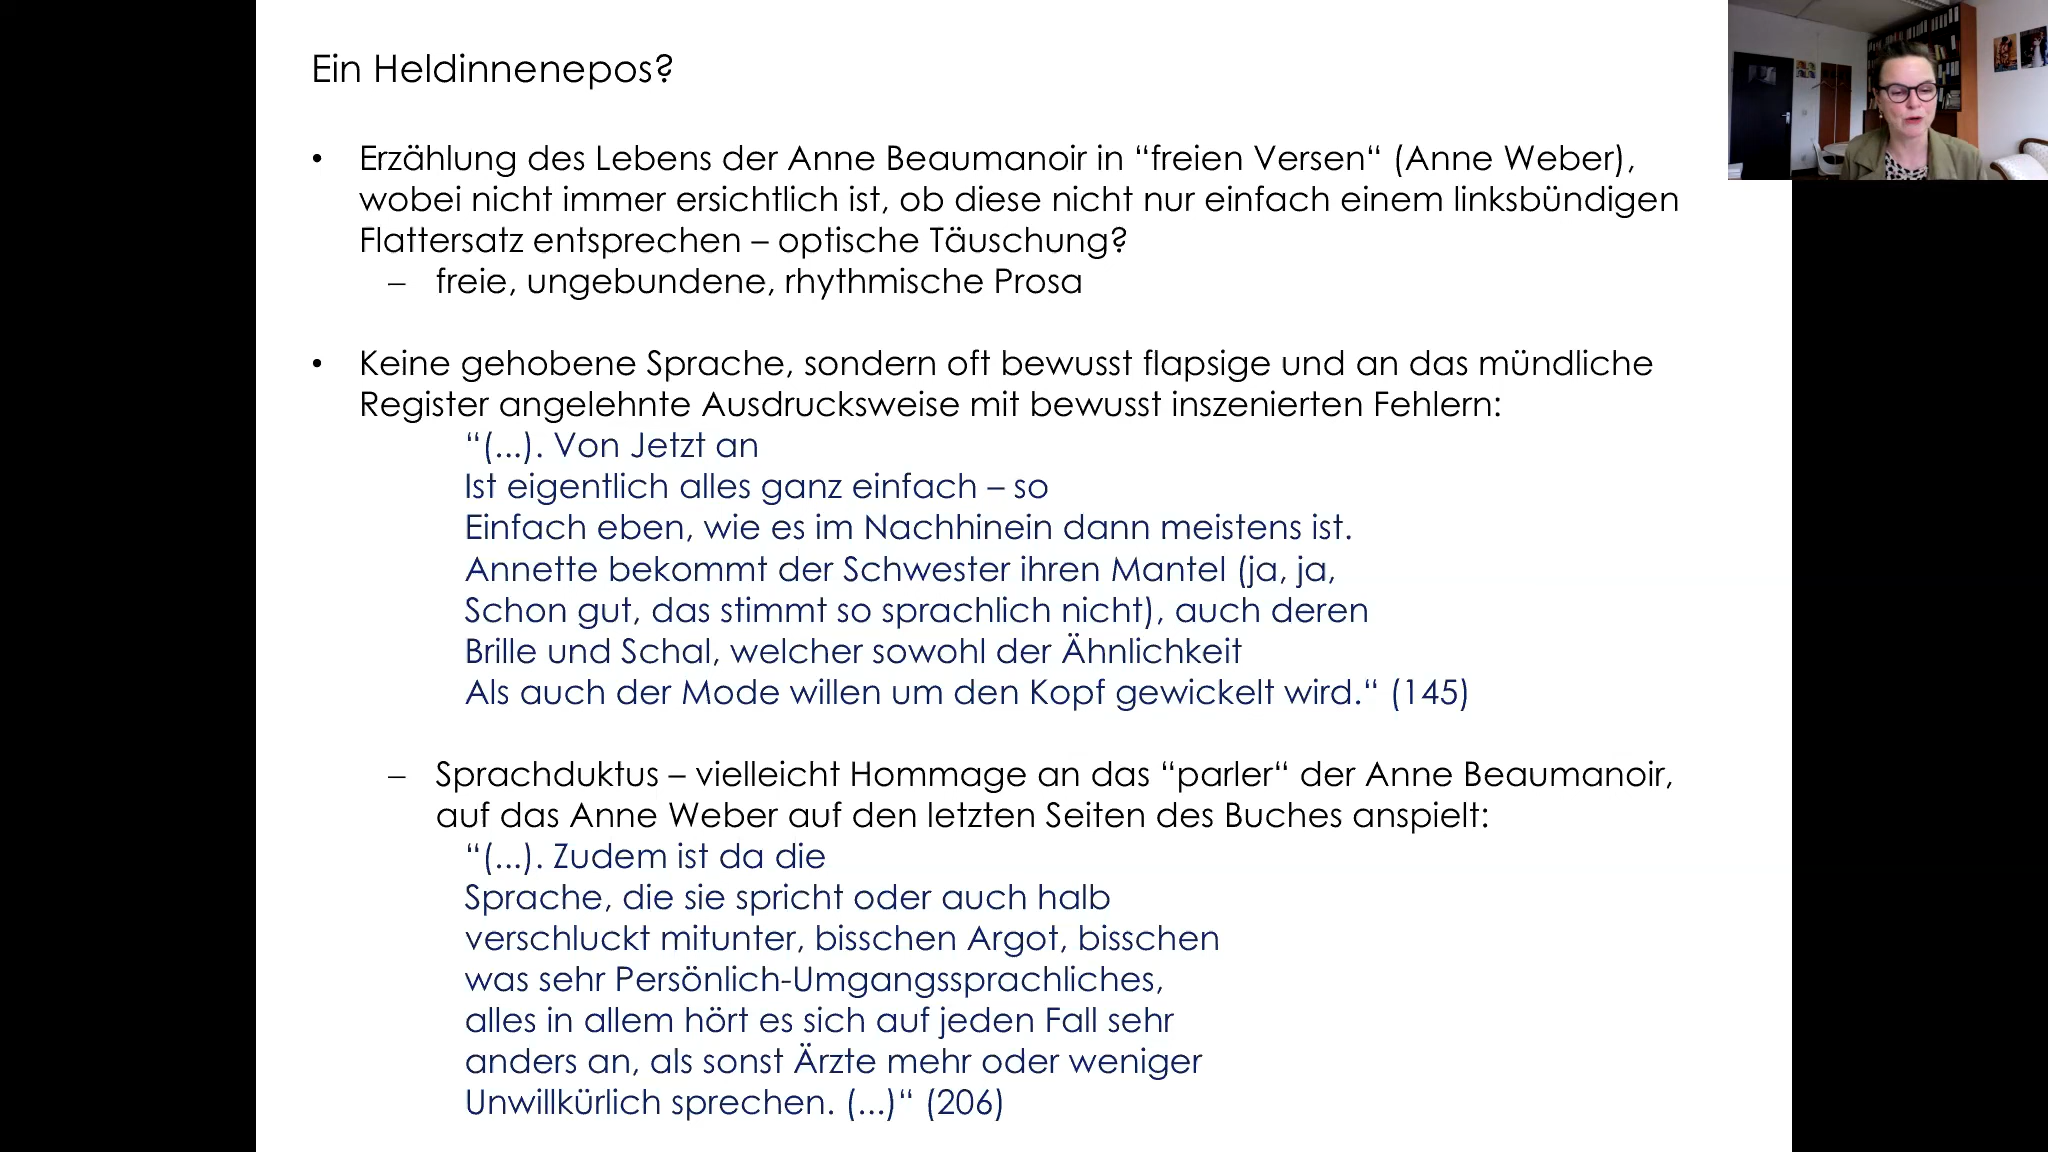 Ein Heldinnenepos?
• Erzählung des Lebens der Anne Beaumanoir in “freien Versen“ (Anne Weber),
wobei nicht immer ersichtlich ist, ob diese nicht nur einfach einem linksbündigen
Flattersatz entsprechen – optische Täuschung?
– freie, ungebundene, rhythmische Prosa
• Keine gehobene Sprache, sondern oft bewusst flapsige und an das mündliche
Register angelehnte Ausdrucksweise mit bewusst inszenierten Fehlern:
“(...). Von Jetzt an
Ist eigentlich alles ganz einfach – so
Einfach eben, wie es im Nachhinein dann meistens ist.
Annette bekommt der Schwester ihren Mantel (ja, ja,
Schon gut, das stimmt so sprachlich nicht), auch deren
Brille und Schal, welcher sowohl der Ähnlichkeit
Als auch der Mode willen um den Kopf gewickelt wird.“ (145)
– Sprachduktus – vielleicht Hommage an das “parler“ der Anne Beaumanoir,
auf das Anne Weber auf den letzten Seiten des Buches anspielt:
“(...). Zudem ist da die
Sprache, die sie spricht oder auch halb
verschluckt mitunter, bisschen Argot, bisschen
was sehr Persönlich-Umgangssprachliches,
alles in allem hört es sich auf jeden Fall sehr
anders an, als sonst Ärzte mehr oder weniger
Unwillkürlich sprechen. (...)“ (206)